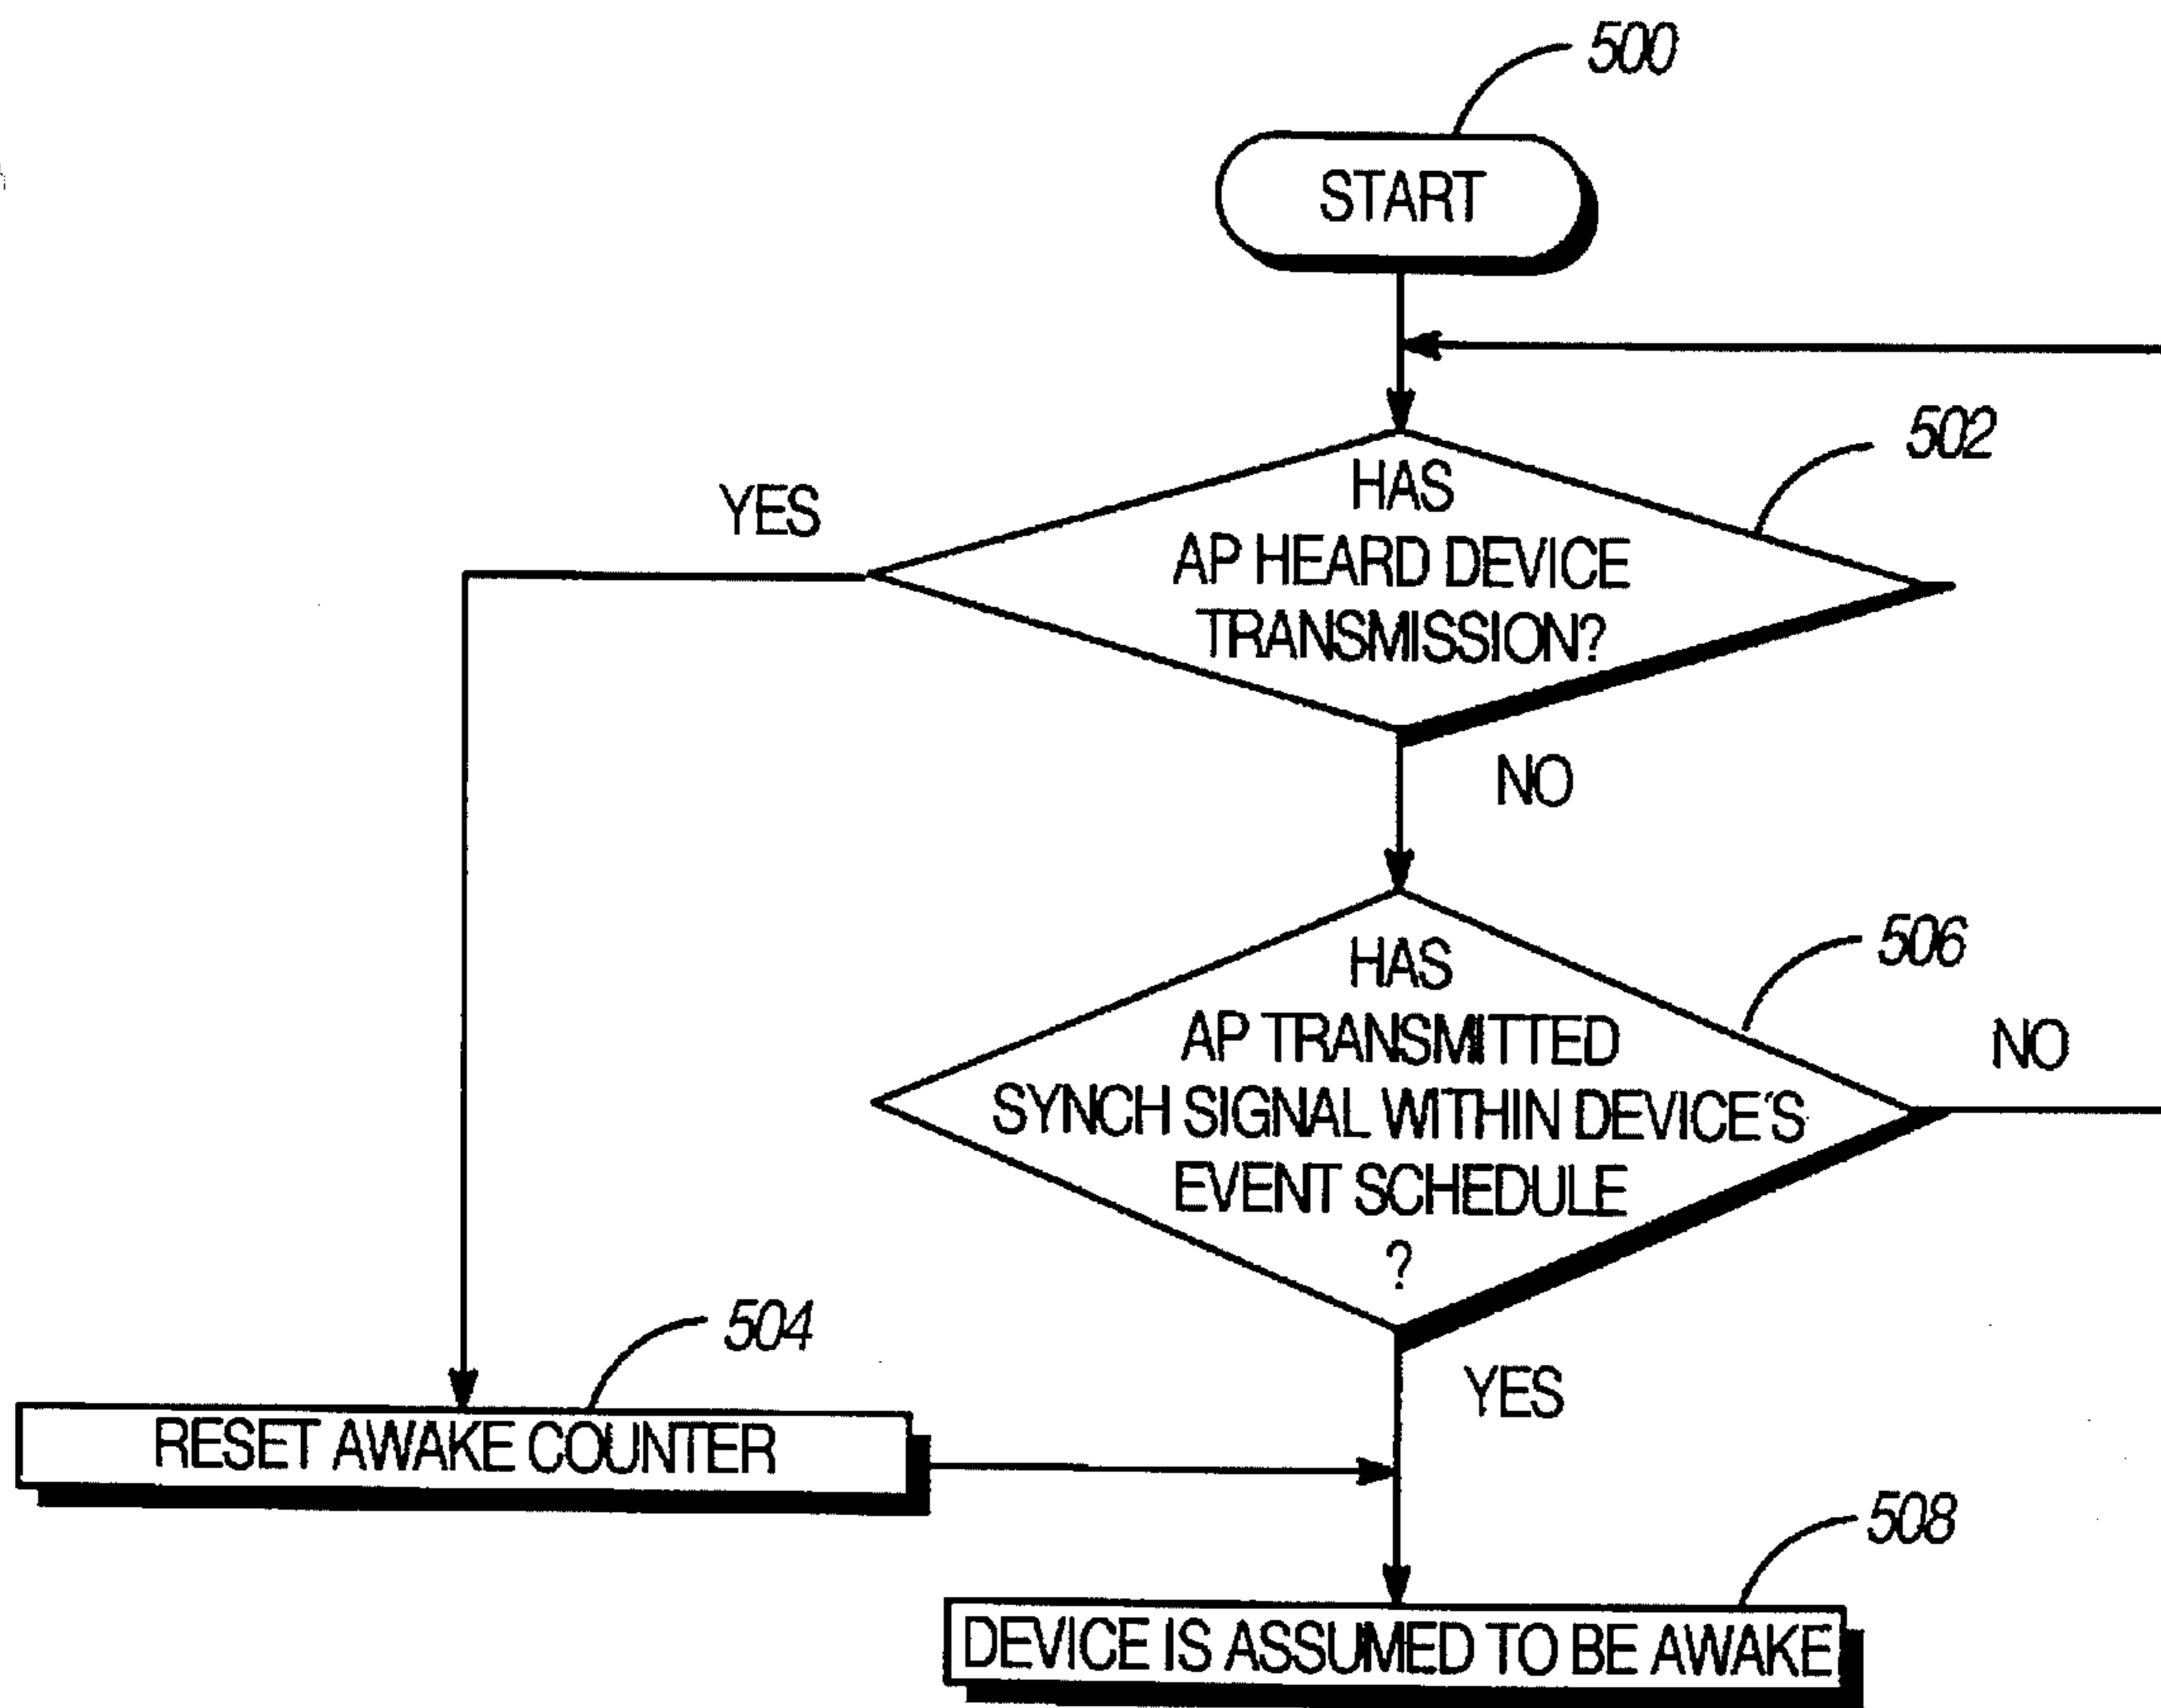 500
START
502
YES
HAS
AP HEARD DEVICE
TRANSMISSION?
NO
506
HAS
AP TRANSMITTED
SYNCH SIGNAL WITHIN DEVICE'S
EVENT SCHEDULE
?
NO
504
YES
RESET AWAKE COUNTER
508
DEVICE IS ASSUMED TO BE AWAKE